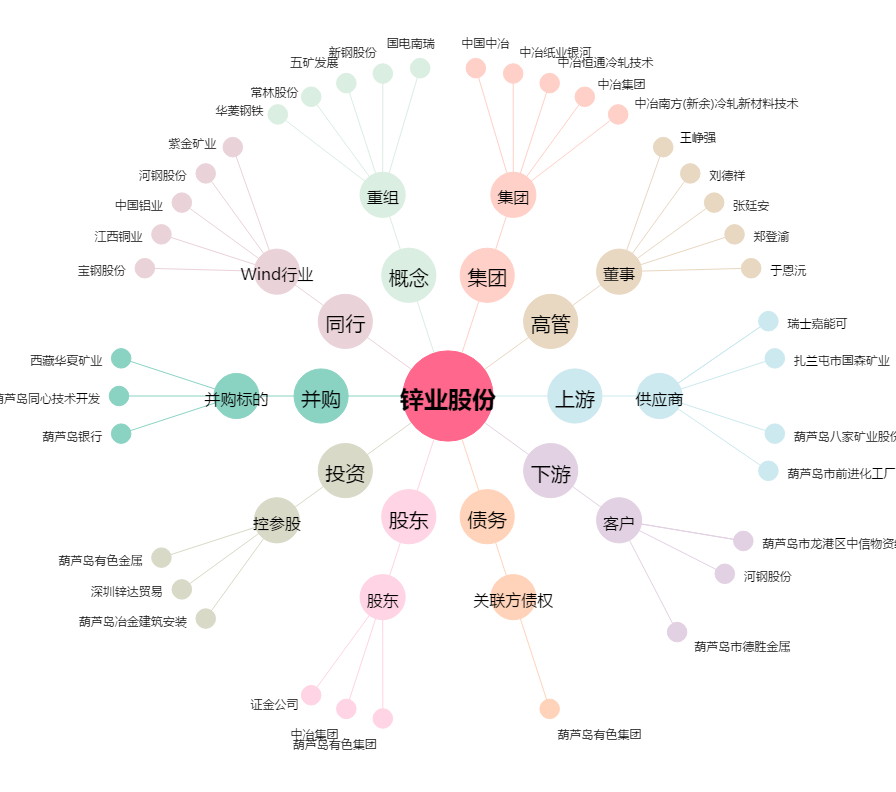 国电南瑞
新钢股份
五矿发展
常林股份
华菱钢铁
重组
概念
中国中冶
中冶纸业银河
中冶恒通冷轧技术
中冶集团
中冶南方(新余)冷轧新材料技术
集团
集团
紫金矿业
河钢股份
中国铝业
江西铜业
宝钢股份
Wind行业
同行
王峥强
刘德祥
张廷安
郑登渝
于恩沅
董事
高管
西藏华夏矿业
葫芦岛同心技术开发
葫芦岛银行
并购标的
并购
锌业股份
上游
供应商
瑞士嘉能可
扎兰屯市国森矿业
葫芦岛八家矿业股份
葫芦岛市前进化工厂
投资
控参股
葫芦岛有色金属
深圳锌达贸易
葫芦岛冶金建筑安装
下游
客户
葫芦岛市龙港区中信物资
河钢股份
葫芦岛市德胜金属
股东
股东
证金公司
中冶集团
葫芦岛有色集团
债务
关联方债权
葫芦岛有色集团